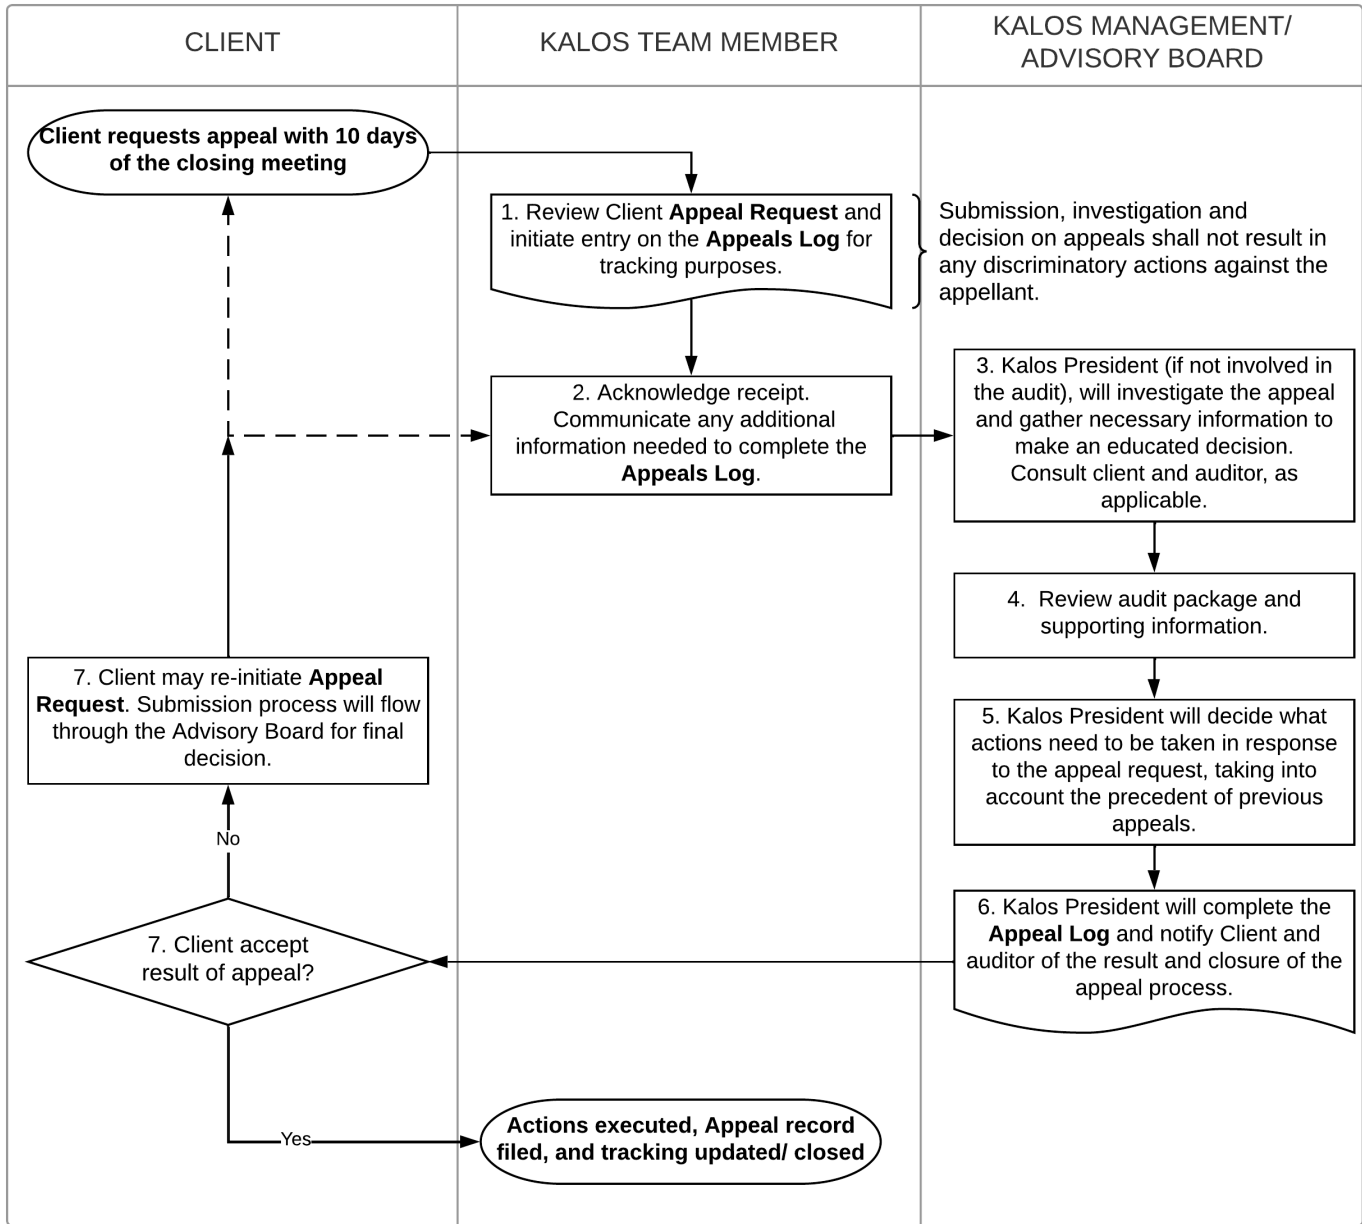 CLIENT
KALOS TEAM MEMBER
KALOS MANAGEMENT/
ADVISORY BOARD
Client requests appeal with 10 days
of the closing meeting
1. Review Client Appeal Request and
initiate entry on the Appeals Log for
tracking purposes.
Submission, investigation and
decision on appeals shall not result in
any discriminatory actions against the
appellant.
2. Acknowledge receipt.
Communicate any additional
information needed to complete the
Appeals Log.
3. Kalos President (if not involved in
the audit), will investigate the appeal
and gather necessary information to
make an educated decision.
Consult client and auditor, as
applicable.
4. Review audit package and
supporting information.
5. Kalos President will decide what
actions need to be taken in response
to the appeal request, taking into
account the precedent of previous
appeals.
6. Kalos President will complete the
Appeal Log and notify Client and
auditor of the result and closure of the
appeal process.
7. Client accept
result of appeal?
No
7. Client may re-initiate Appeal
Request. Submission process will flow
through the Advisory Board for final
decision.
Yes
Actions executed, Appeal record
filed, and tracking updated/ closed